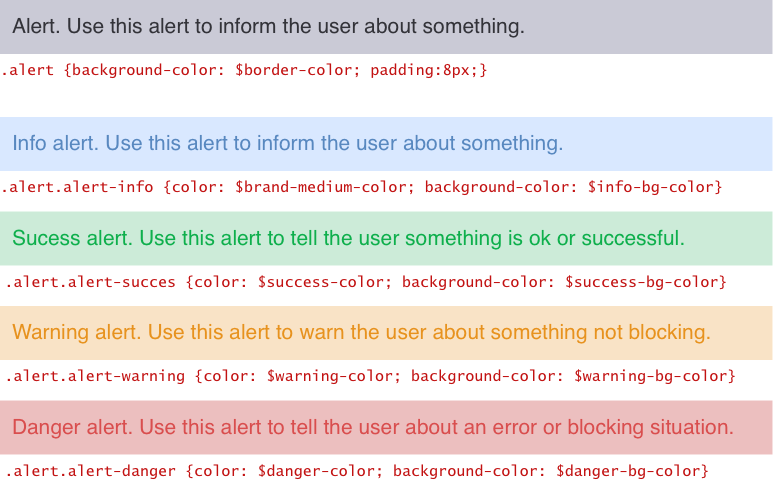 Alert. Use this alert to inform the user about something.
.alert {background-color: $border-color; padding:8px;}
Info alert. Use this alert to inform the user about something.
.alert.alert-info {color: $brand-medium-color; background-color: $info-bg-color}
Sucess alert. Use this alert to tell the user something is ok or successful.
.alert.alert-succes {color: $success-color; background-color: $success-bg-color}
Warning alert. Use this alert to warn the user about something not blocking.
.alert.alert-warning {color: $warning-color; background-color: $warning-bg-color}
Danger alert. Use this alert to tell the user about an error or blocking situation.
.alert.alert-danger {color: $danger-color; background-color: $danger-bg-color}